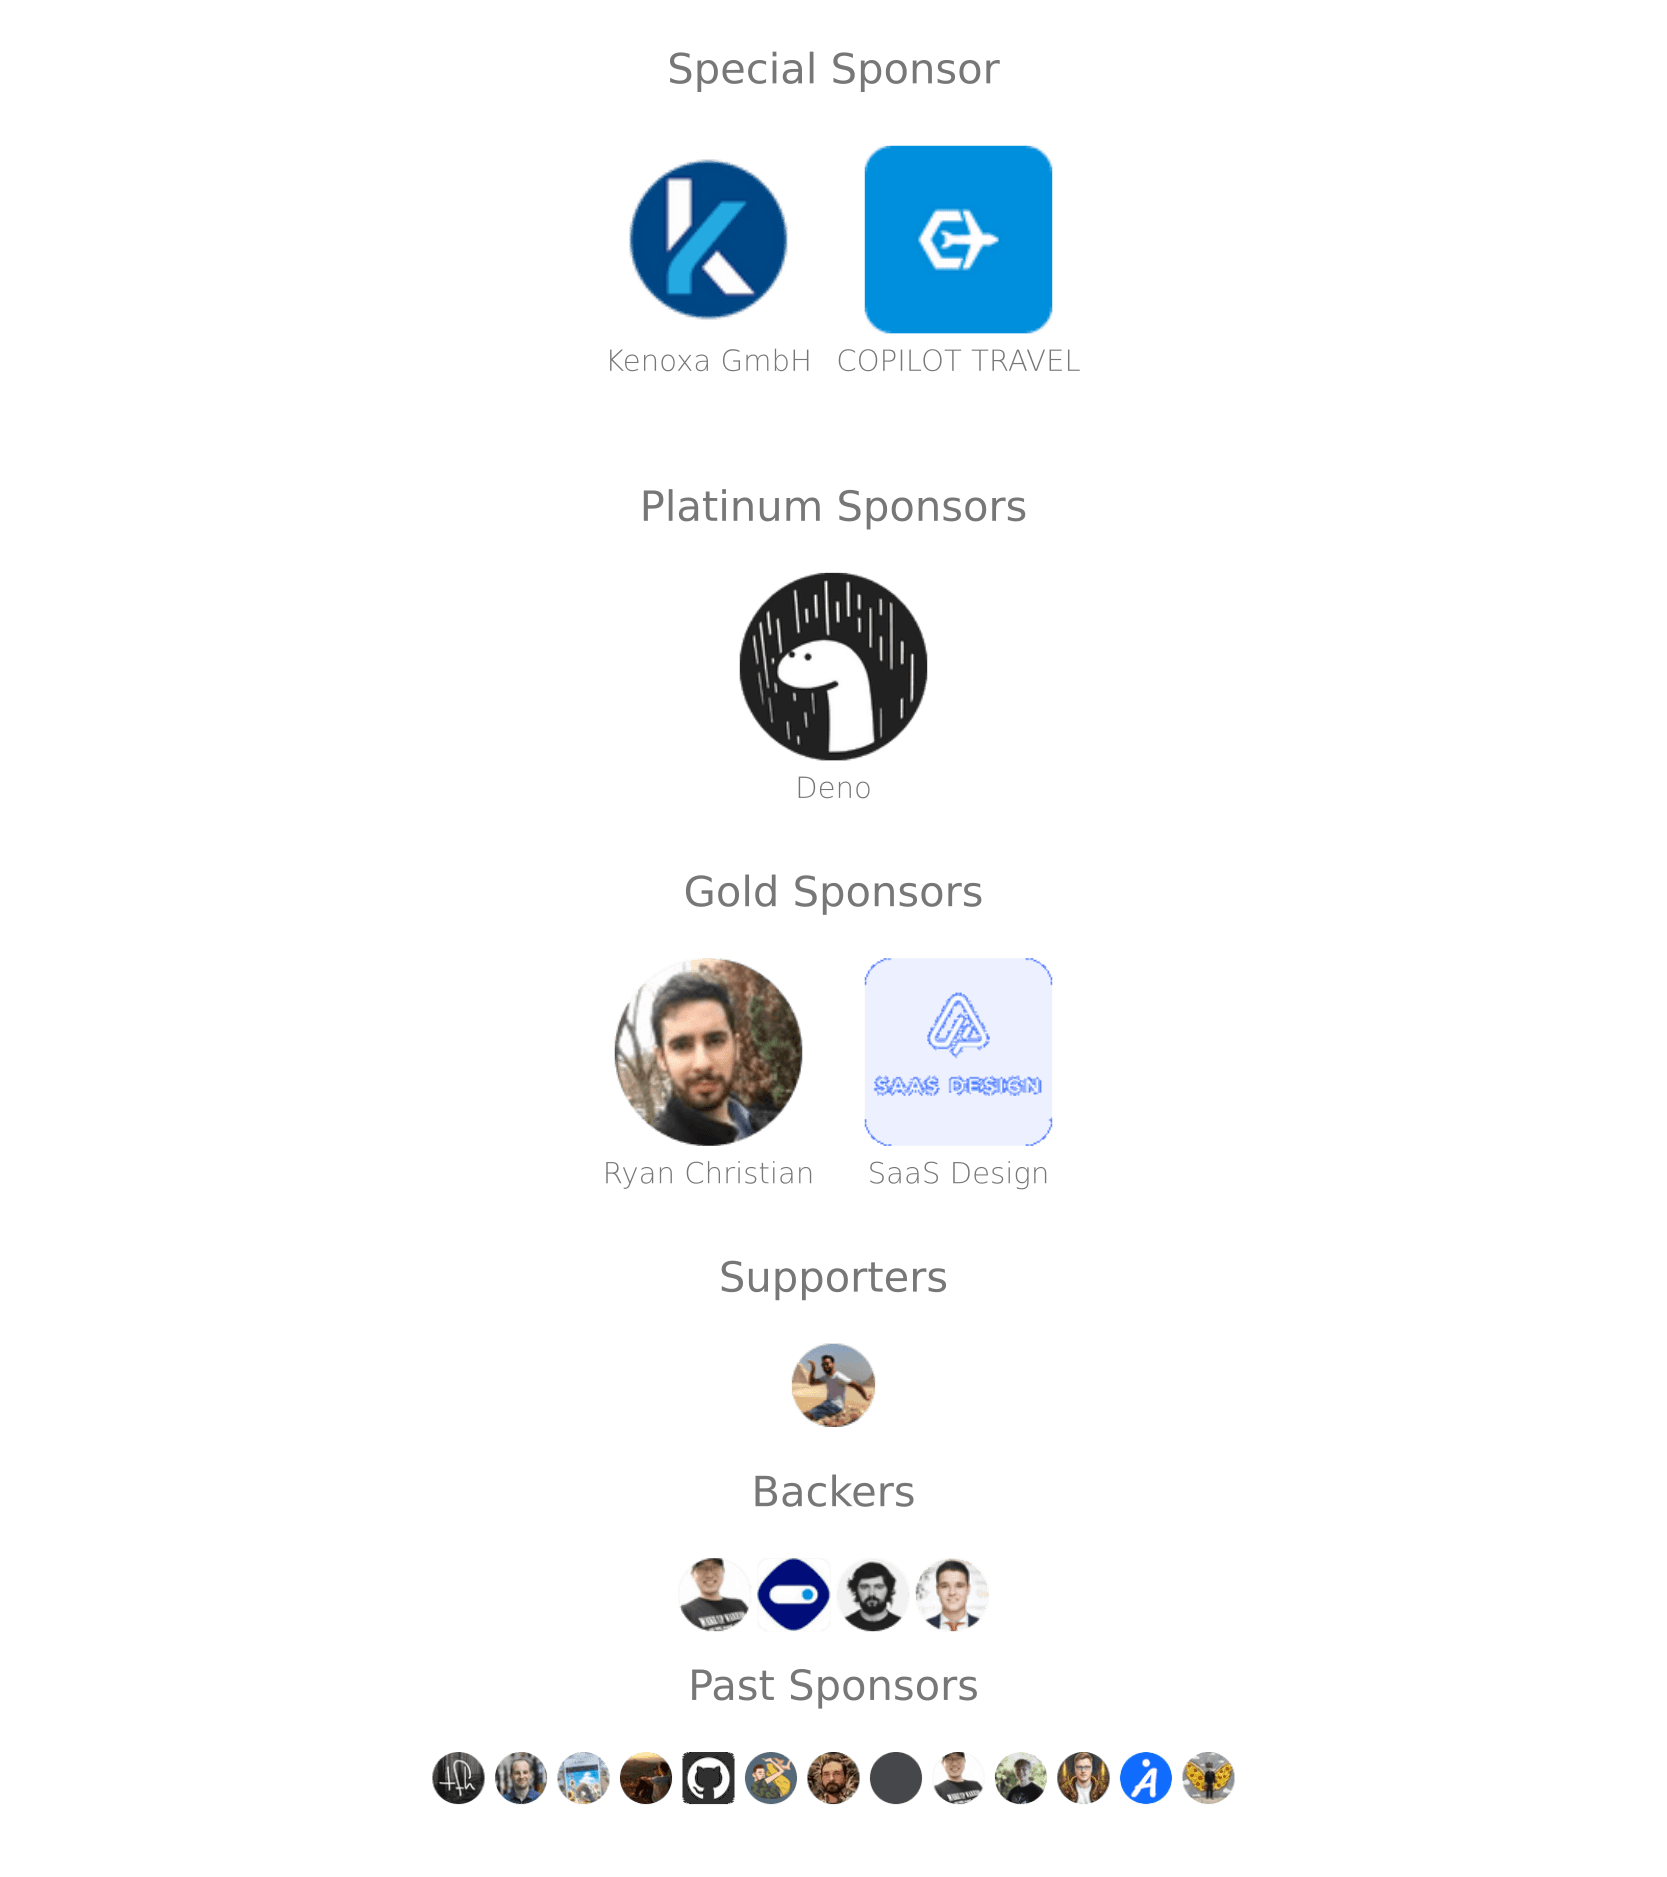 Special Sponsor
Kenoxa GmbH COPILOT TRAVEL
Platinum Sponsors
Deno
Gold Sponsors
SAAS DESIGN
Ryan Christian SaaS Design
Supporters
Backers
Past Sponsors